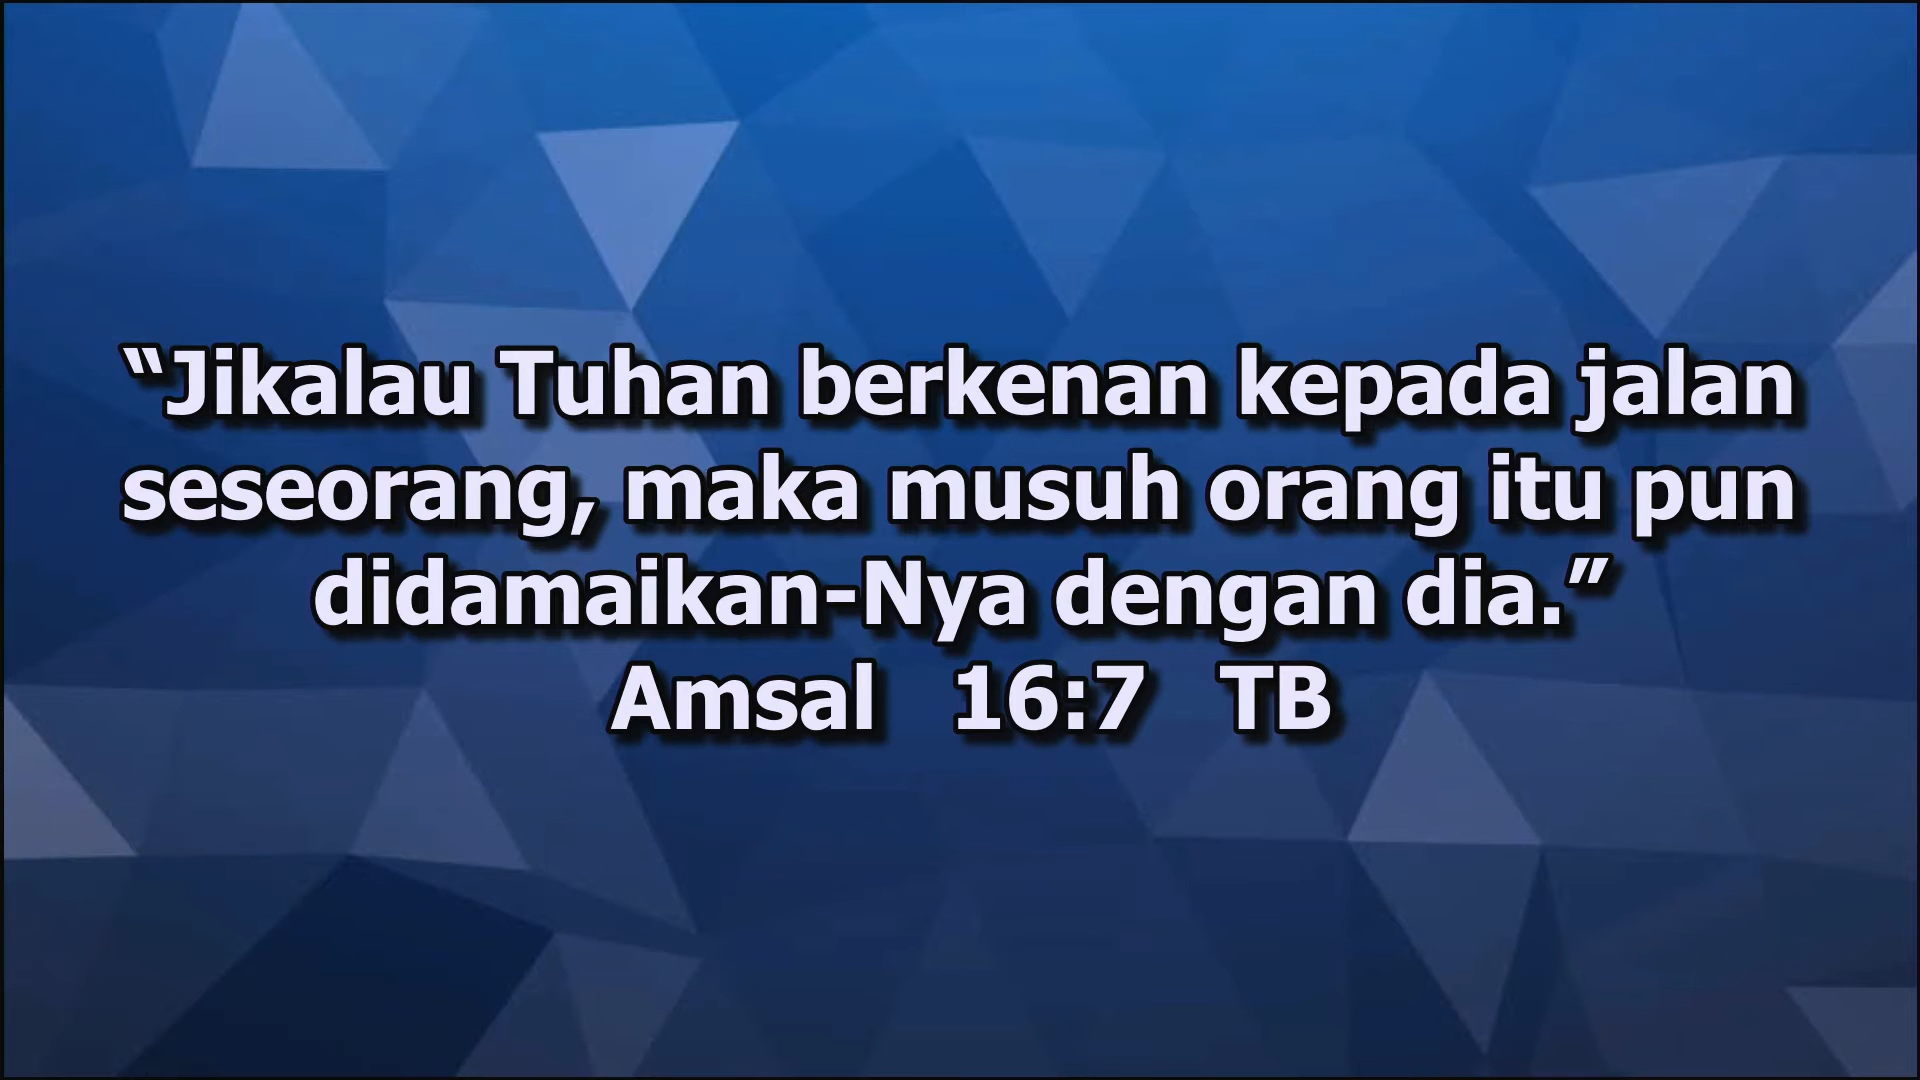 “Jikalau Tuhan berkenan kepada jalan
seseorang, maka musuh orang itu pun
didamaikan-Nya dengan dia.”
Amsal 16:7 TB